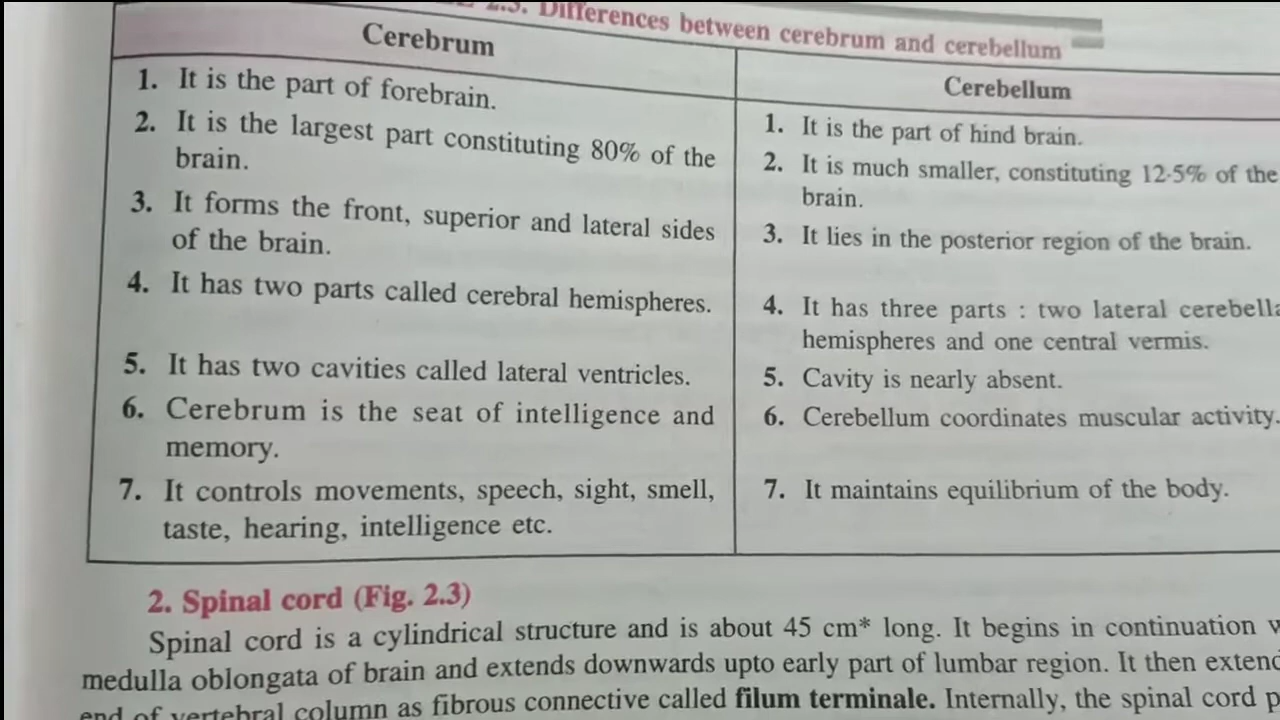 2.3. Differences between cerebrum and cerebellum
Cerebrum
1. It is the part of forebrain.
2. It is the largest part constituting 80% of the
brain.
3. It forms the front, superior and lateral sides
of the brain.
4. It has two parts called cerebral hemispheres.
5. It has two cavities called lateral ventricles.
6. Cerebrum is the seat of intelligence and
memory.
7. It controls movements, speech, sight, smell,
taste, hearing, intelligence etc.
Cerebellum
1. It is the part of hind brain.
2. It is much smaller, constituting 12·5% of the
brain.
3. It lies in the posterior region of the brain.
4. It has three parts : two lateral
hemispheres and one central vermis.
5. Cavity is nearly absent.
6. Cerebellum coordinates muscular activity.
7. It maintains equilibrium of the body.
2. Spinal cord (Fig. 2.3)
Spinal cord is a cylindrical structure and is about 45 cm* long. It begins in continuation
medulla oblongata of brain and extends downwards upto early part of lumbar region. It then
end of vertebral column as fibrous connective called filum terminale. Internally, the spinal cord